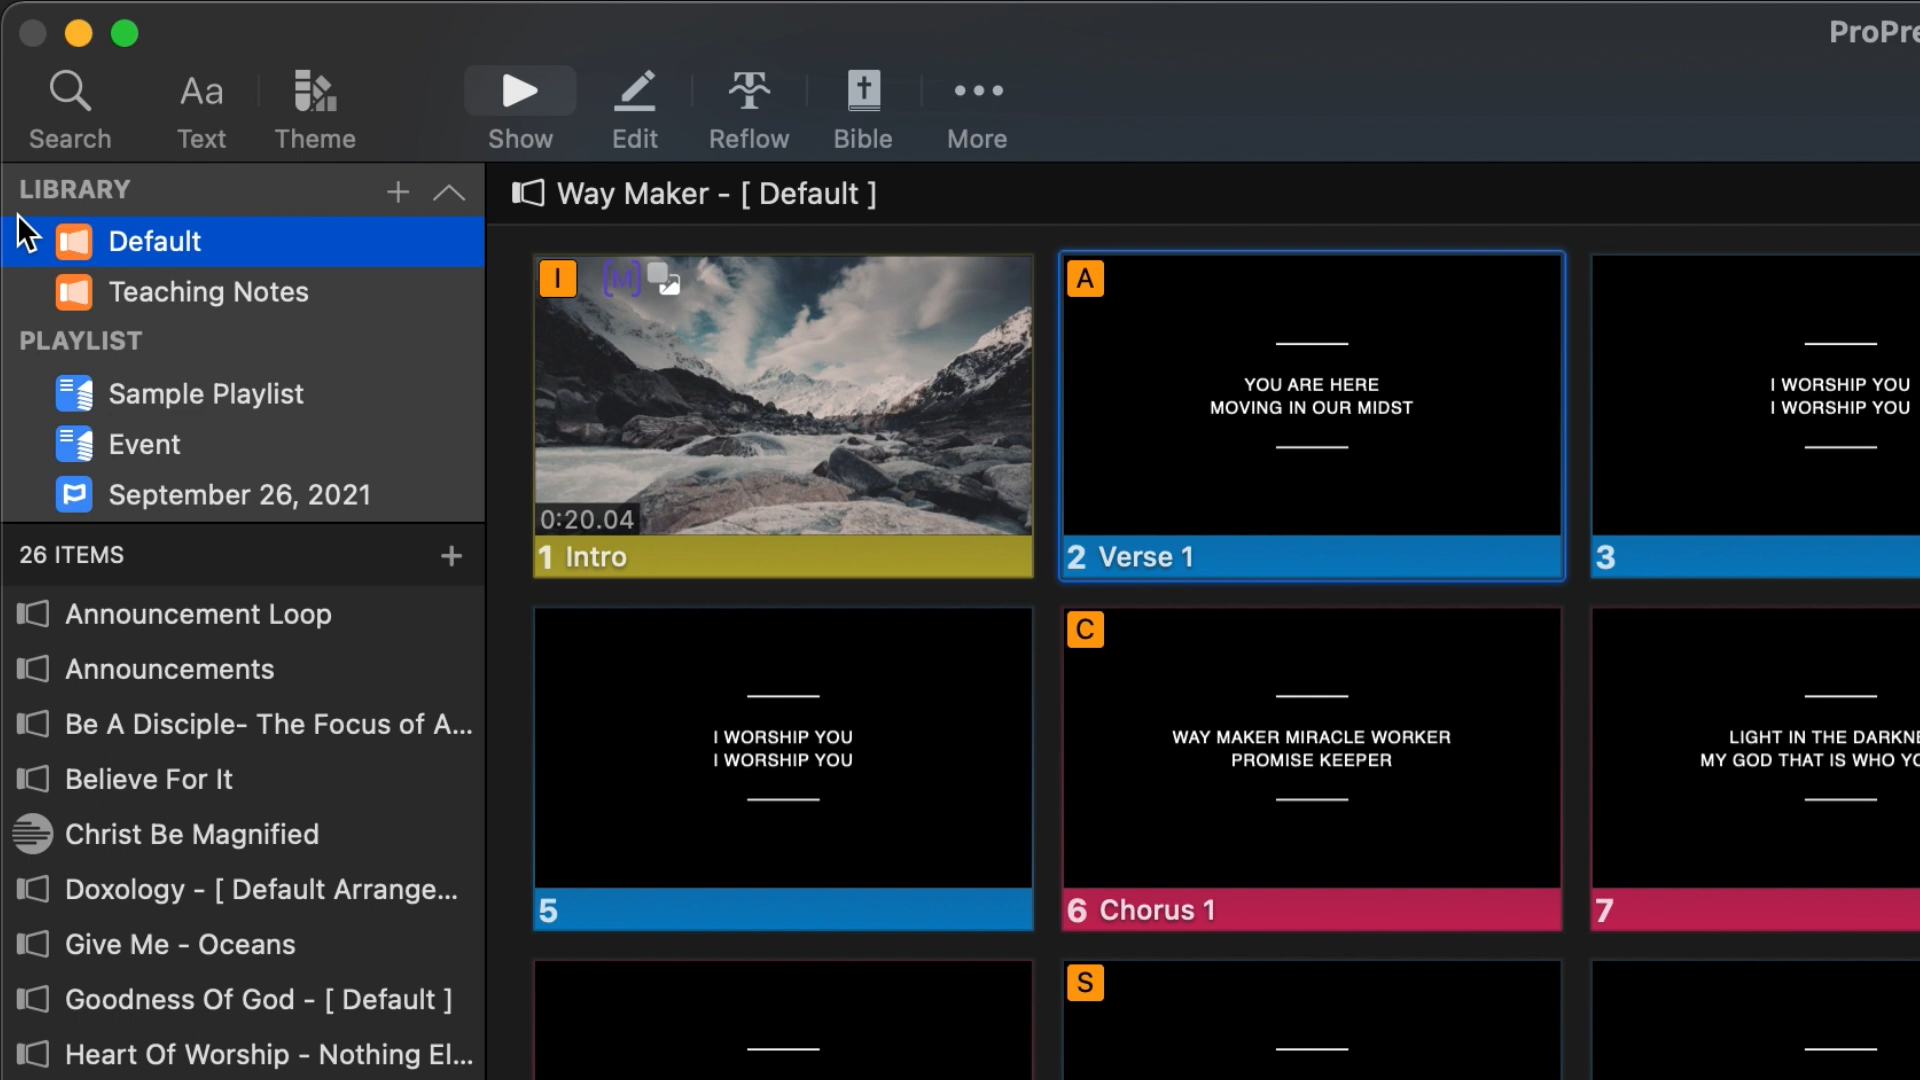 ProPre
Search
Aa
Text
Theme
Show
Edit
Reflow
Bible
More
LIBRARY
Default
Teaching Notes
PLAYLIST
Sample Playlist
Event
September 26, 2021
26 ITEMS
Announcement Loop
Announcements
Be A Disciple- The Focus of A...
Believe For It
Christ Be Magnified
Doxology - [ Default Arrange...
Give Me - Oceans
Goodness Of God - [ Default ]
Heart Of Worship - Nothing El...
Way Maker - [ Default ]
I
[M]
0:20.04
1 Intro
A
YOU ARE HERE
MOVING IN OUR MIDST
2 Verse 1
I WORSHIP YOU
I WORSHIP YOU
3
I WORSHIP YOU
I WORSHIP YOU
5
C
WAY MAKER MIRACLE WORKER
PROMISE KEEPER
6 Chorus 1
LIGHT IN THE DARKNE
MY GOD THAT IS WHO YO
7
S